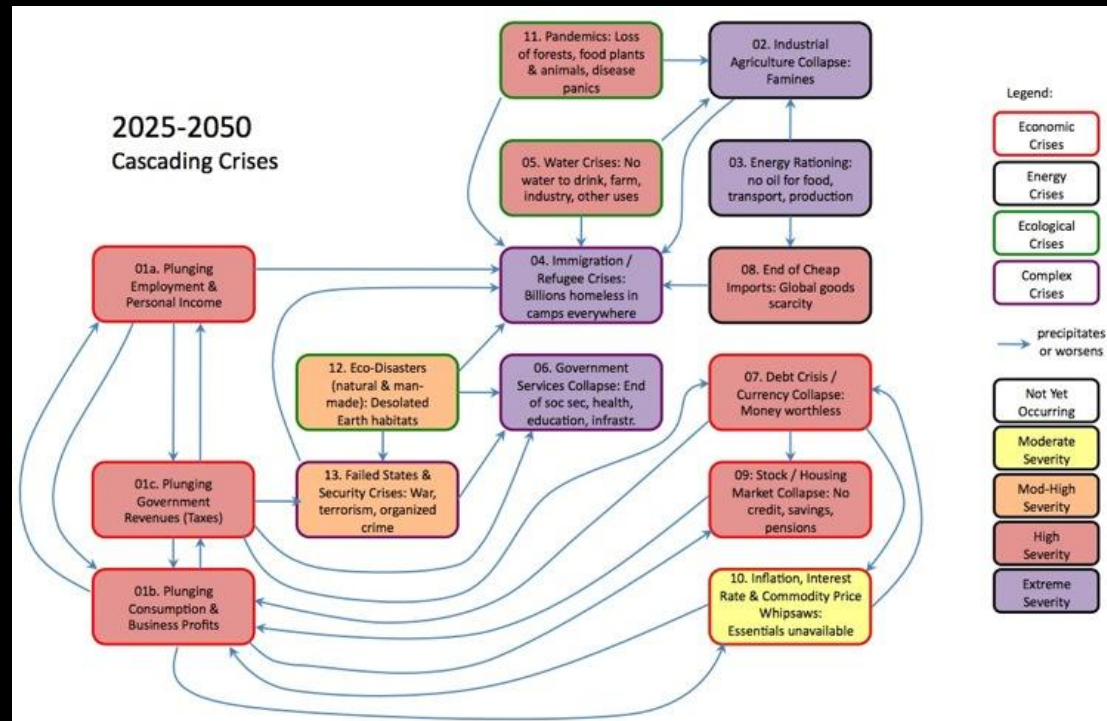 2025-2050
Cascading Crises
11. Pandemics: Loss
of forests, food plants
& animals, disease
panics
02. Industrial
Agriculture Collapse:
Famines
05. Water Crises: No
water to drink, farm,
industry, other uses
03. Energy Rationing:
no oil for food,
transport, production
01a. Plunging
Employment &
Personal Income
04. Immigration /
Refugee Crises:
Billions homeless in
camps everywhere
08. End of Cheap
Imports: Global goods
scarcity
12. Eco-Disasters
(natural & man-
made): Desolated
Earth habitats
06. Government
Services Collapse: End
of soc sec, health,
education, infrastr.
07. Debt Crisis /
Currency Collapse:
Money worthless
01c. Plunging
Government
Revenues (Taxes)
13. Failed States &
Security Crises: War,
terrorism, organized
crime
09: Stock / Housing
Market Collapse: No
credit, savings,
pensions
01b. Plunging
Consumption &
Business Profits
10. Inflation, Interest
Rate & Commodity Price
Whipsaws:
Essentials unavailable
Legend:
Economic
Crises
Energy
Crises
Ecological
Crises
Complex
Crises
precipitates
or worsens
Not Yet
Occurring
Moderate
Severity
Mod-High
Severity
High
Severity
Extreme
Severity